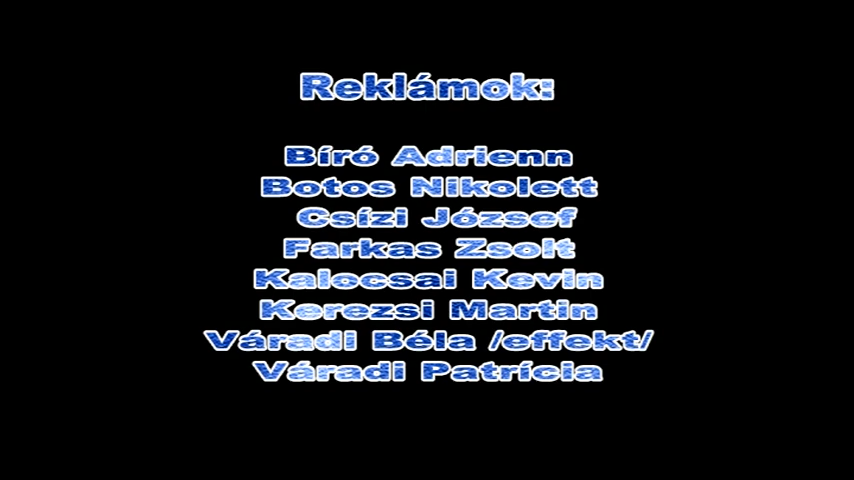 Reklámok:
Bíró Adrienn
Botos Nikolett
Csízi József
Farkas Zsolt
Kalocsai Kevin
Kerezsi Martin
Váradi Béla /effekt/
Váradi Patrícia